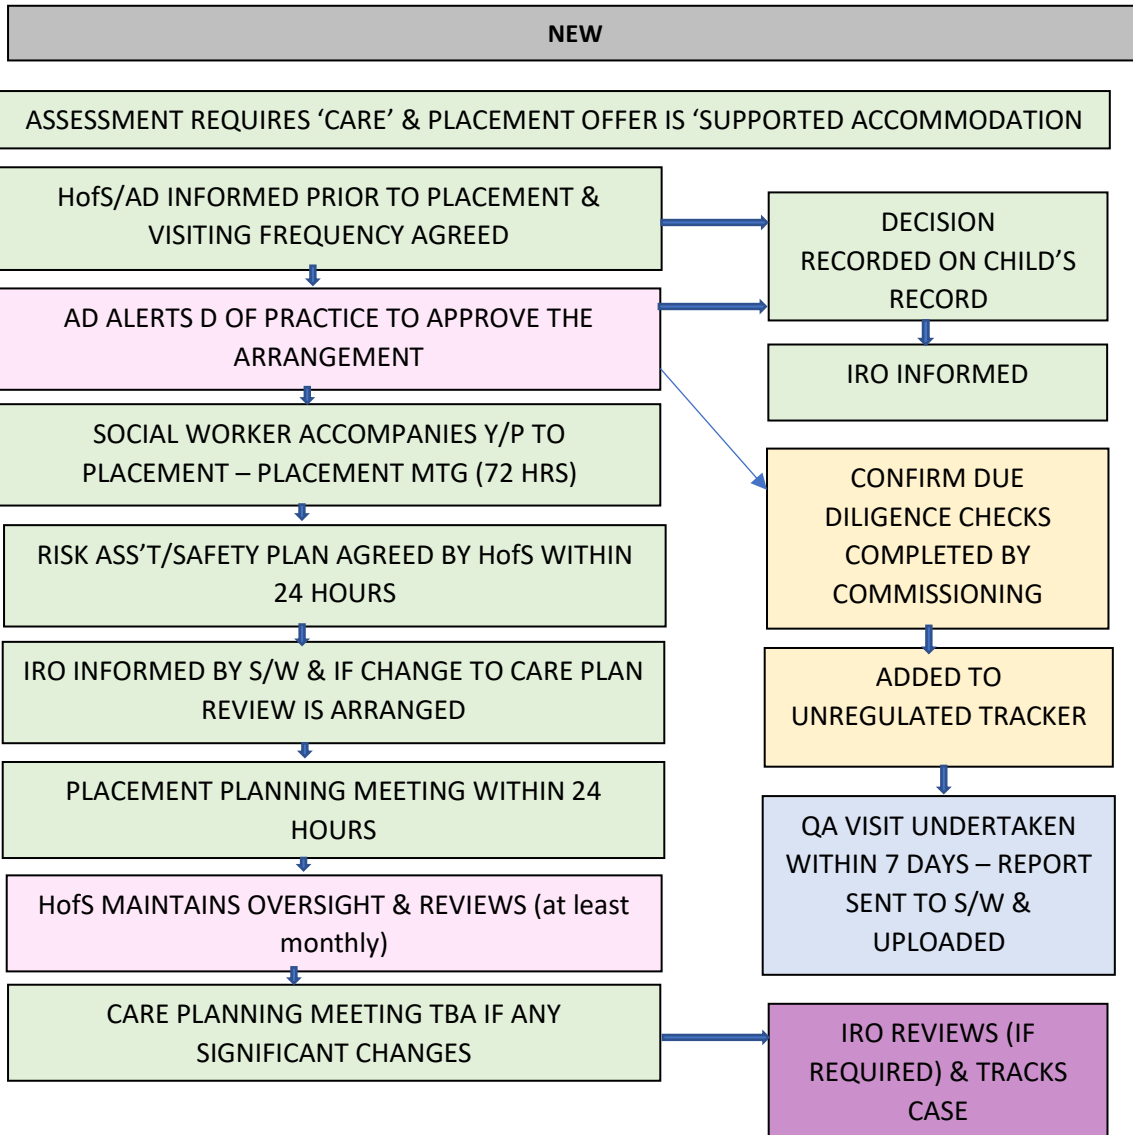 NEW
ASSESSMENT REQUIRES ‘CARE’ & PLACEMENT OFFER IS ‘SUPPORTED ACCOMMODATION
HofS/AD INFORMED PRIOR TO PLACEMENT &
VISITING FREQUENCY AGREED
AD ALERTS D OF PRACTICE TO APPROVE THE
ARRANGEMENT
SOCIAL WORKER ACCOMPANIES Y/P TO
PLACEMENT – PLACEMENT MTG (72 HRS)
RISK ASS’T/SAFETY PLAN AGREED BY HofS WITHIN
24 HOURS
IRO INFORMED BY S/W & IF CHANGE TO CARE PLAN
REVIEW IS ARRANGED
PLACEMENT PLANNING MEETING WITHIN 24
HOURS
HofS MAINTAINS OVERSIGHT & REVIEWS (at least
monthly)
CARE PLANNING MEETING TBA IF ANY
SIGNIFICANT CHANGES
DECISION
RECORDED ON CHILD’S
RECORD
IRO INFORMED
CONFIRM DUE
DILIGENCE CHECKS
COMPLETED BY
COMMISSIONING
ADDED TO
UNREGULATED TRACKER
QA VISIT UNDERTAKEN
WITHIN 7 DAYS – REPORT
SENT TO S/W &
UPLOADED
IRO REVIEWS (IF
REQUIRED) & TRACKS
CASE